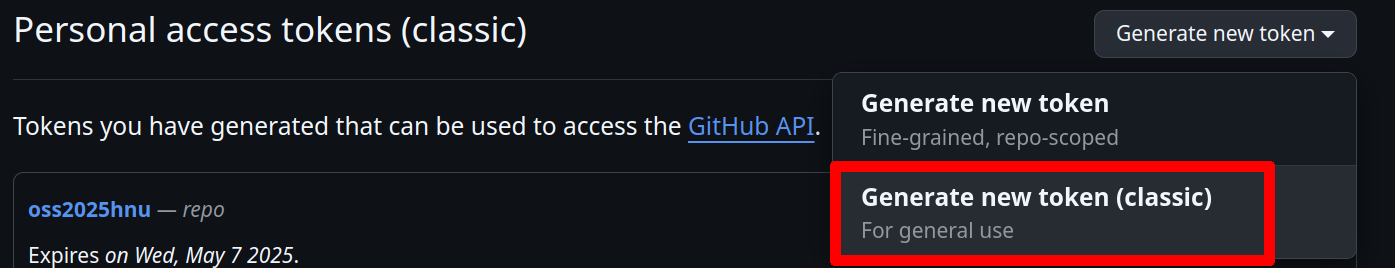 Personal access tokens (classic)
Generate new token
Generate new token
Fine-grained, repo-scoped
Generate new token (classic)
For general use
Tokens you have generated that can be used to access the GitHub API.
oss2025hnu — repo
Expires on Wed, May 7 2025.